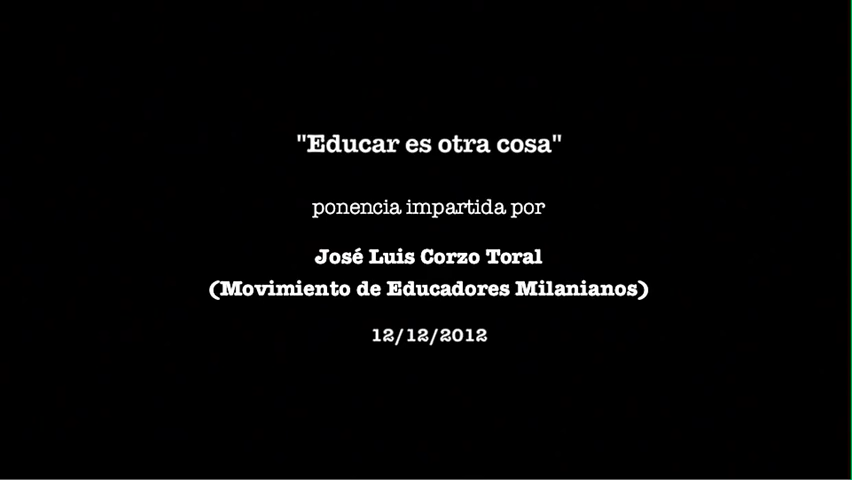 "Educar es otra cosa"
ponencia impartida por
José Luis Corzo Toral
(Movimiento de Educadores Milanianos)
12/12/2012